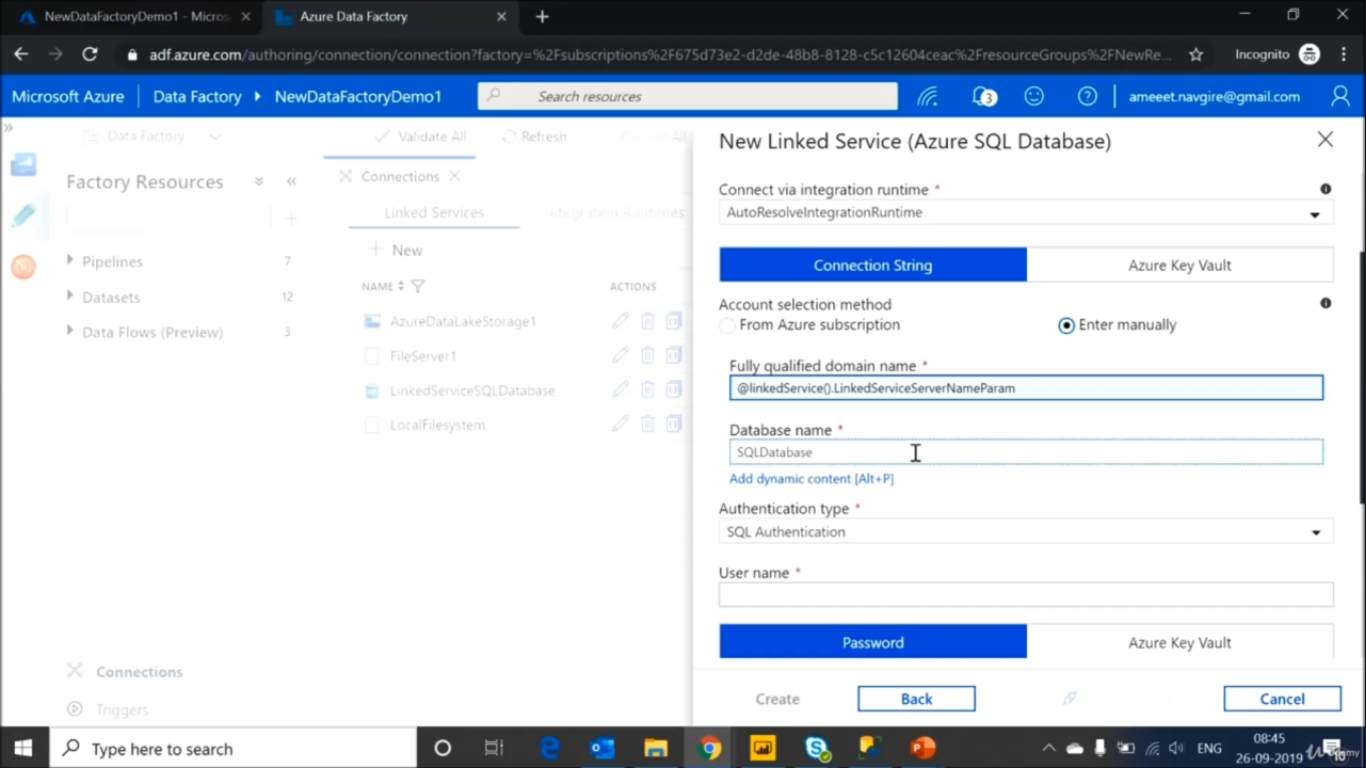 NewDataFactoryDemo1 - Micros
Azure Data Factory
adf.azure.com/authoring/connection/connection?factory=%2Fsubscriptions%2F675d73e2-d2de-48b8-8128-c5c12604ceac%2FresourceGroups%2FNewRe...
Incognito
Microsoft Azure
Data Factory
NewDataFactoryDemo1
Search resources
3
ameeet.navgire@gmail.com
Data Factory
Validate All
Refresh
New Linked Service (Azure SQL Database)
Factory Resources
Connections
Connect via integration runtime *
AutoResolveIntegrationRuntime
Linked Services
Integration Runtimes
New
Connection String
Azure Key Vault
Pipelines 7
Datasets 12
Data Flows (Preview) 3
NAME
ACTIONS
AzureDataLakeStorage1
FileServer1
LinkedServiceSQLDatabase
LocalFilesystem
Account selection method
From Azure subscription
Enter manually
Fully qualified domain name *
@linkedService().LinkedServiceServerNameParam
Database name *
SQLDatabase
Add dynamic content [Alt+P]
Authentication type *
SQL Authentication
User name *
Password
Azure Key Vault
Connections
Triggers
Create
Back
Cancel
Type here to search
ENG
08:45
26-09-2019